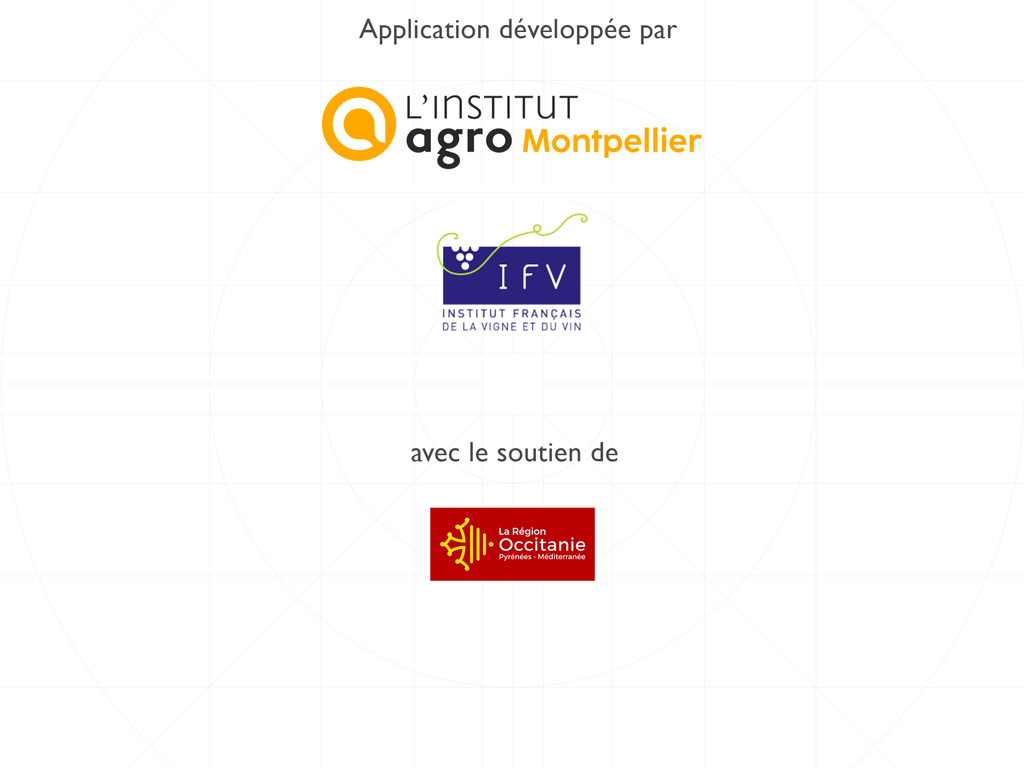 Application développée par
L'INSTITUT
agro Montpellier
IFV
INSTITUT FRANÇAIS
DE LA VIGNE ET DU VIN
avec le soutien de
La Région
Occitanie
Pyrénées - Méditerranée